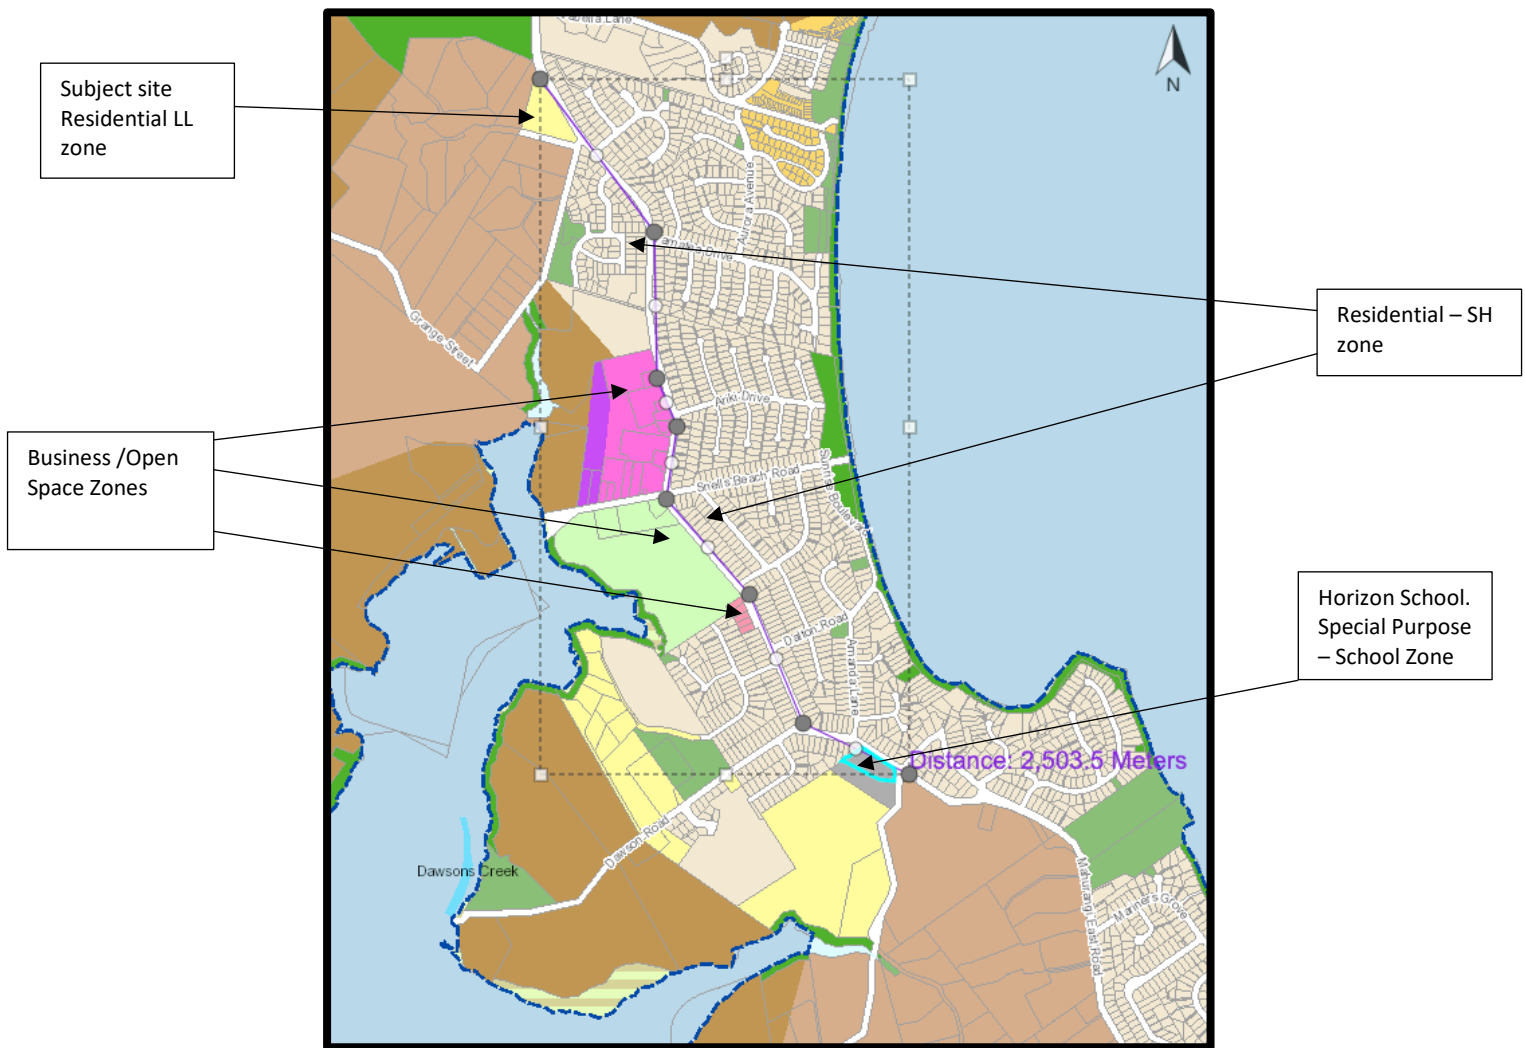 Subject site
Residential LL
zone
N
Aurora Avenue
Grange Street
Residential – SH
zone
Ariki Drive
Business /Open
Space Zones
Snells Beach Road
Sunrise Boulevard
Horizon School.
Special Purpose
– School Zone
Dalton Road
Amanda Lane
Distance: 2,503.5 Meters
Dawson Road
Dawsons Creek
Mahurangi East Road
Mariners Grove